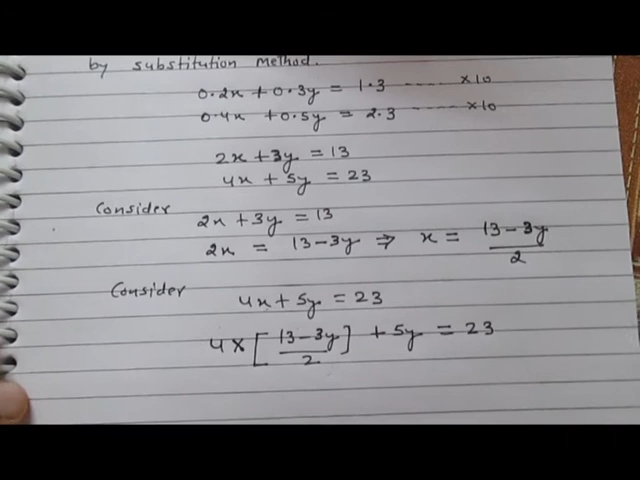 by substitution method.
0.2x + 0.3y = 1.3 ------ ×10
0.4x + 0.5y = 2.3 ------ ×10
2x + 3y = 13
4x + 5y = 23
Consider
2x + 3y = 13
2x = 13 - 3y ⇒ x = (13 - 3y)/2
Consider
4x + 5y = 23
4 × [(13 - 3y)/2] + 5y = 23